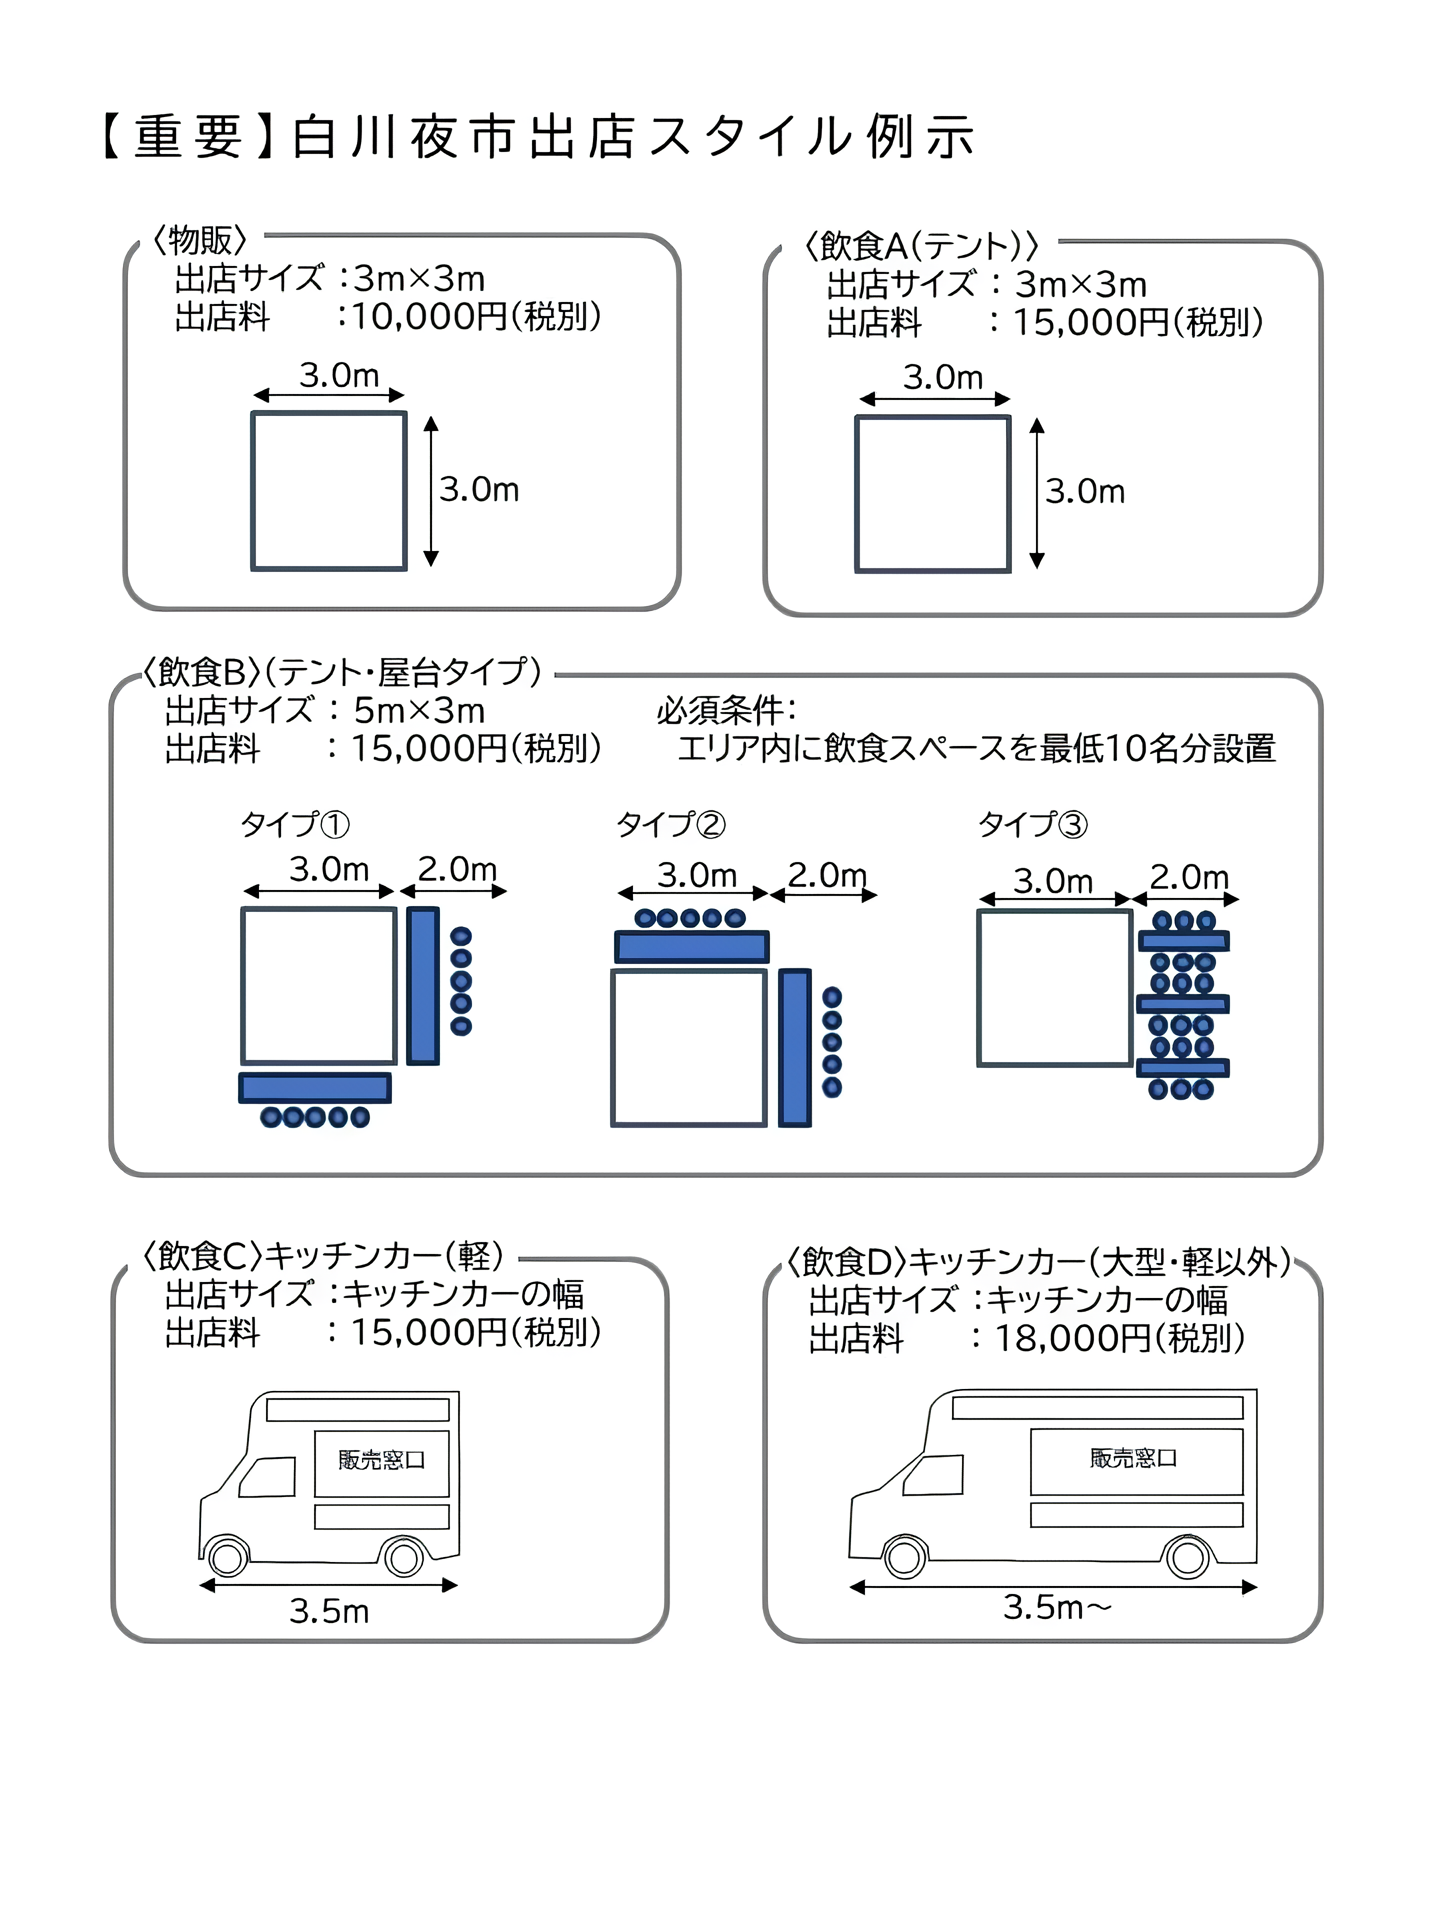 【重要】白川夜市出店スタイル例示
〈物販〉
出店サイズ：3m×3m
出店料　　：10,000円(税別)
3.0m
3.0m
〈飲食A(テント)〉
出店サイズ：3m×3m
出店料　　：15,000円(税別)
3.0m
3.0m
〈飲食B〉(テント・屋台タイプ)
出店サイズ：5m×3m
出店料　　：15,000円(税別)
必須条件：
エリア内に飲食スペースを最低10名分設置
タイプ①
3.0m 2.0m
タイプ②
3.0m 2.0m
タイプ③
3.0m 2.0m
〈飲食C〉キッチンカー(軽)
出店サイズ：キッチンカーの幅
出店料　　：15,000円(税別)
販売窓口
3.5m
〈飲食D〉キッチンカー(大型・軽以外)
出店サイズ：キッチンカーの幅
出店料　　：18,000円(税別)
販売窓口
3.5m～